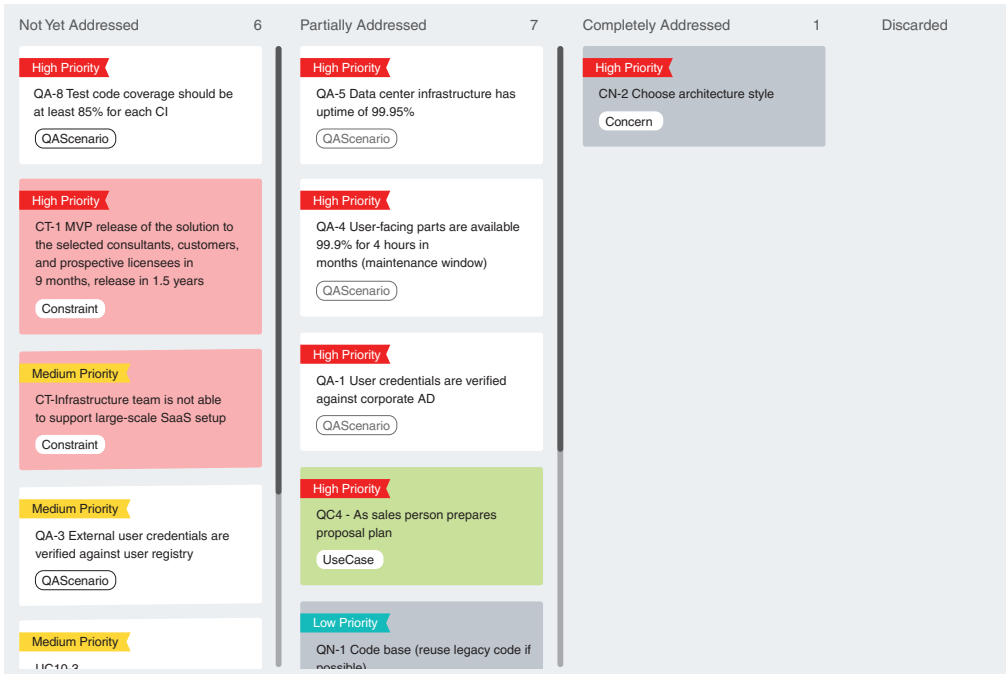 Not Yet Addressed 6
High Priority
QA-8 Test code coverage should be
at least 85% for each CI
QAScenario
High Priority
CT-1 MVP release of the solution to
the selected consultants, customers,
and prospective licensees in
9 months, release in 1.5 years
Constraint
Medium Priority
CT-Infrastructure team is not able
to support large-scale SaaS setup
Constraint
Medium Priority
QA-3 External user credentials are
verified against user registry
QAScenario
Medium Priority
UC10-3
Partially Addressed 7
High Priority
QA-5 Data center infrastructure has
uptime of 99.95%
QAScenario
High Priority
QA-4 User-facing parts are available
99.9% for 4 hours in
months (maintenance window)
QAScenario
High Priority
QA-1 User credentials are verified
against corporate AD
QAScenario
High Priority
QC4 - As sales person prepares
proposal plan
UseCase
Low Priority
QN-1 Code base (reuse legacy code if
possible)
Completely Addressed 1
High Priority
CN-2 Choose architecture style
Concern
Discarded